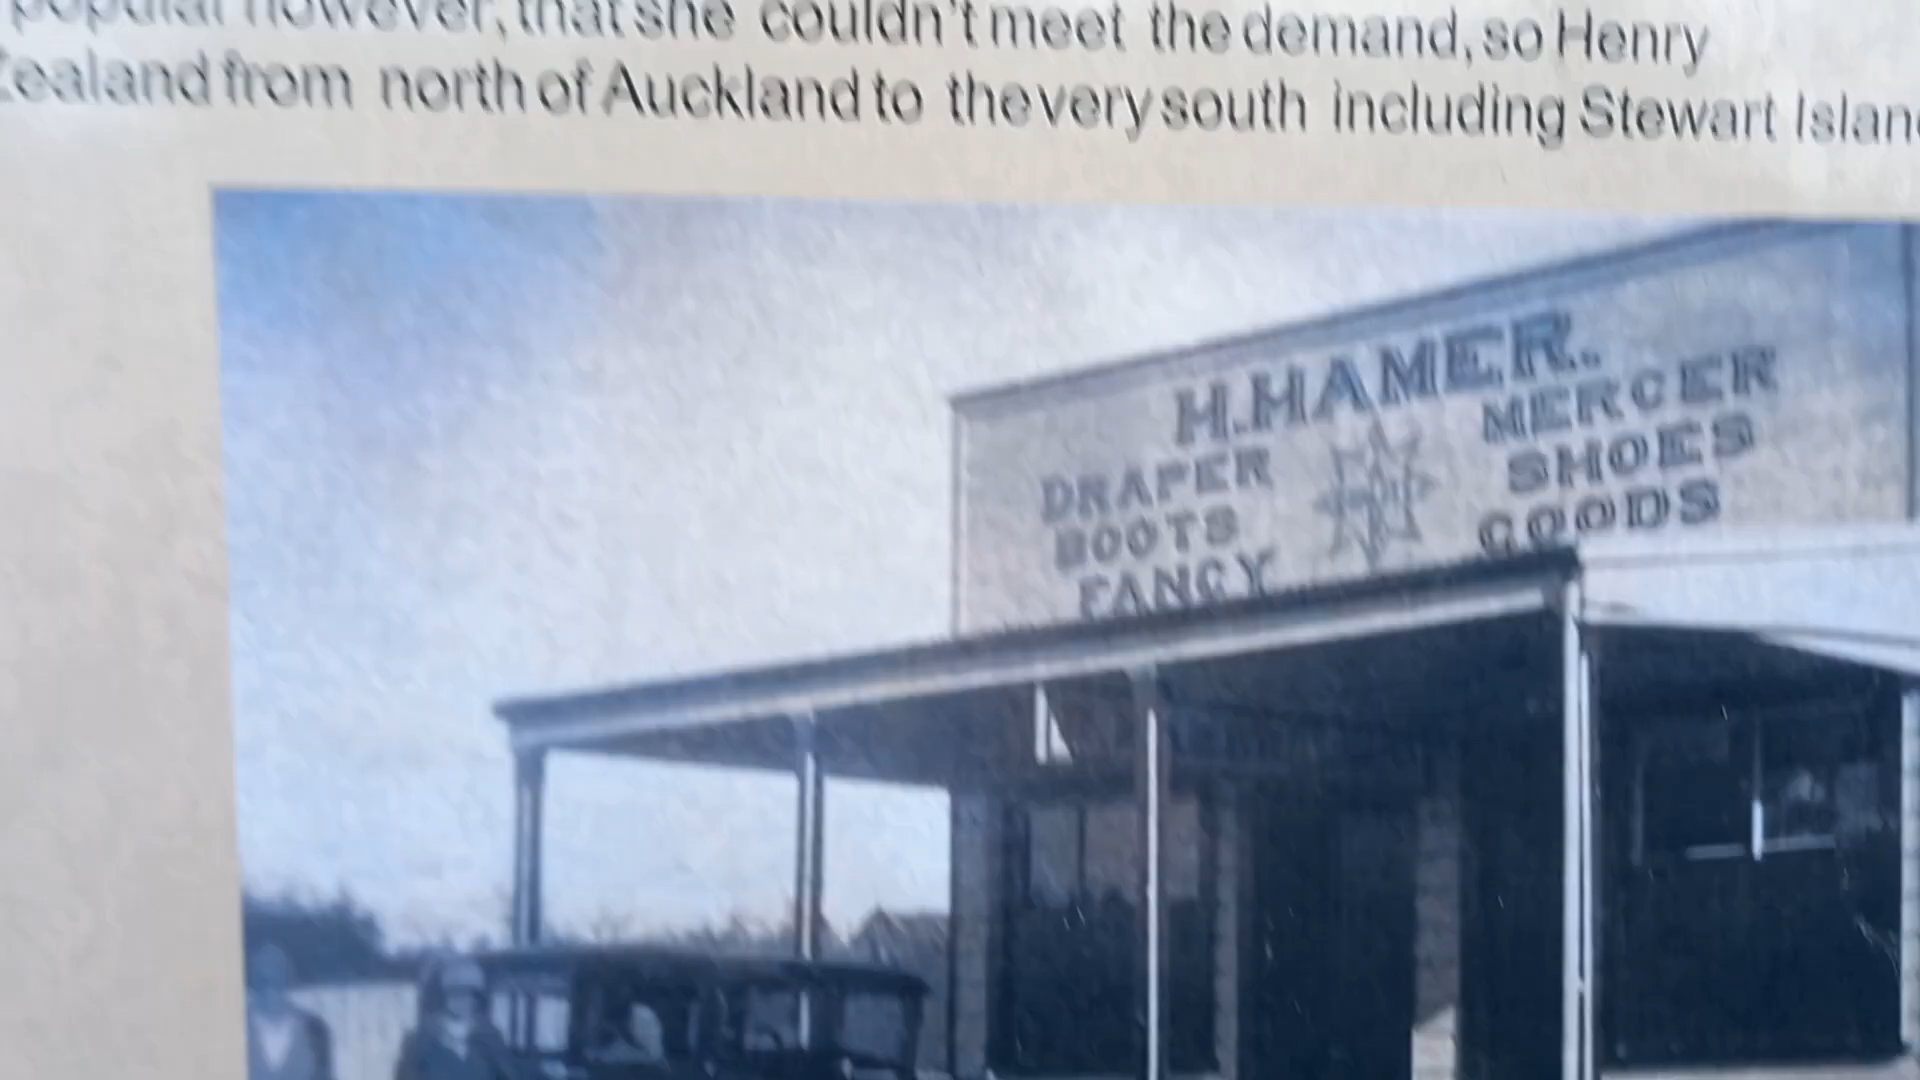 popular however, that she couldn't meet the demand, so Henry
Zealand from north of Auckland to the very south including Stewart Island
H. HAMER.
DRAPER MERCER
BOOTS SHOES
FANCY GOODS